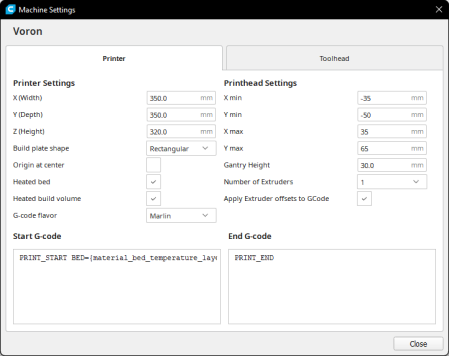 Machine Settings
Voron
Printer
Toolhead
Printer Settings
X (Width) 350.0 mm
Y (Depth) 350.0 mm
Z (Height) 320.0 mm
Build plate shape Rectangular
Origin at center
Heated bed
Heated build volume
G-code flavor Marlin
Printhead Settings
X min -35 mm
Y min -50 mm
X max 35 mm
Y max 65 mm
Gantry Height 30.0 mm
Number of Extruders 1
Apply Extruder offsets to GCode
Start G-code
PRINT_START BED={material_bed_temperature_laye
End G-code
PRINT_END
Close